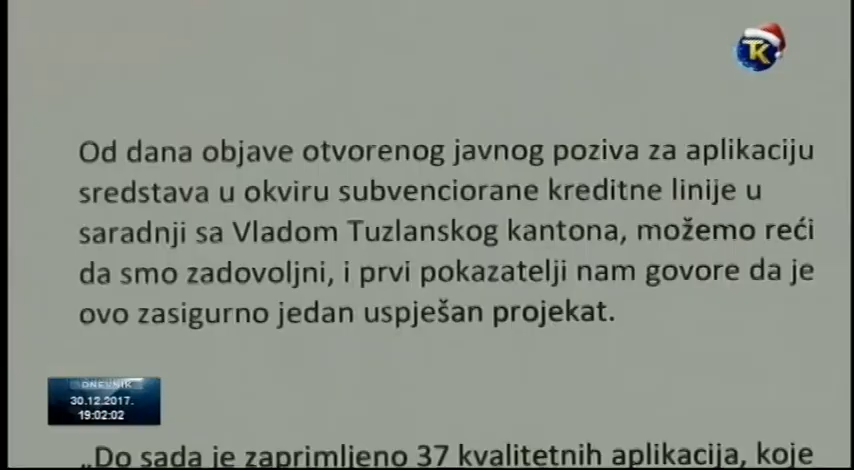 TK
Od dana objave otvorenog javnog poziva za aplikaciju
sredstava u okviru subvenciorane kreditne linije u
saradnji sa Vladom Tuzlanskog kantona, možemo reći
da smo zadovoljni, i prvi pokazatelji nam govore da je
ovo zasigurno jedan uspješan projekat.
DNEVNIK
30.12.2017.
19:02:02
„Do sada je zaprimljeno 37 kvalitetnih aplikacija, koje